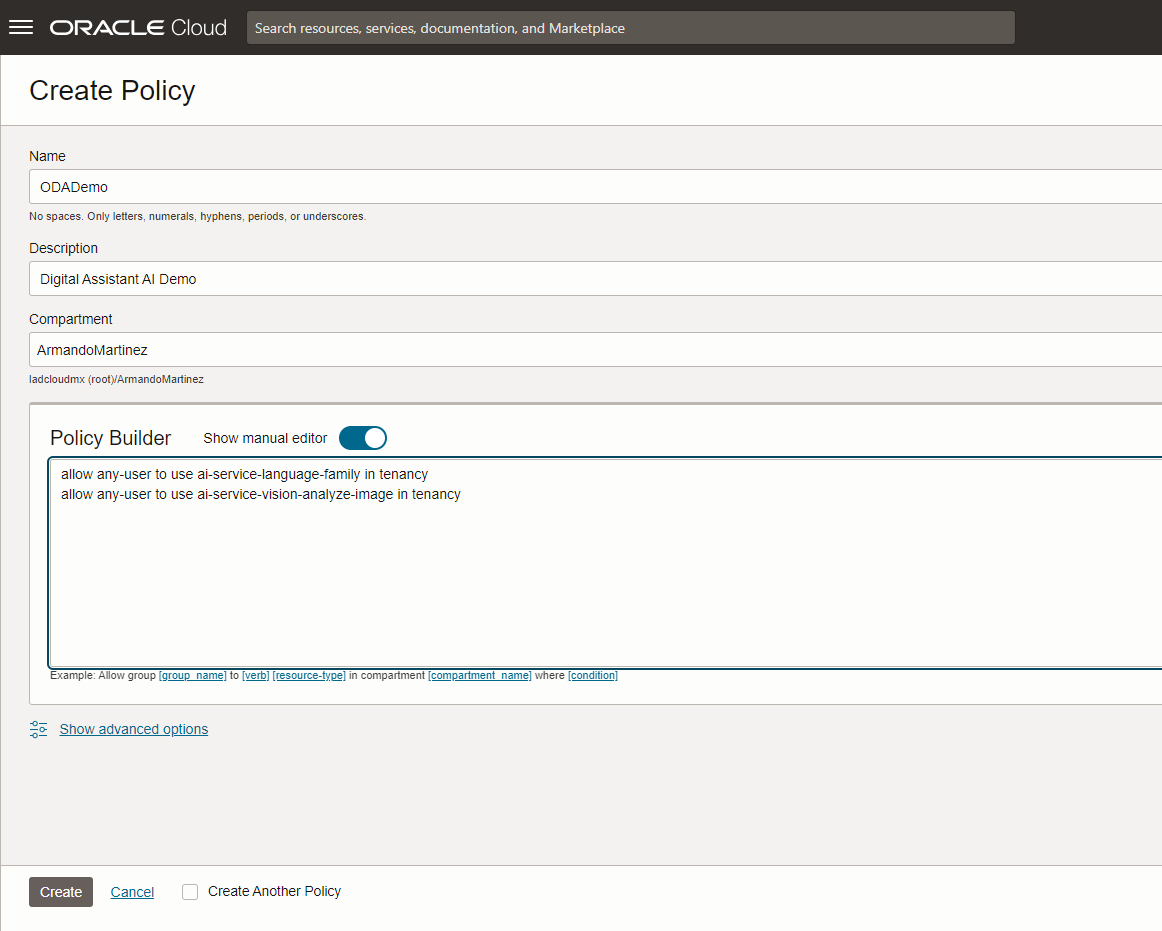 ORACLE Cloud
Search resources, services, documentation, and Marketplace
Create Policy
Name
ODADemo
No spaces. Only letters, numerals, hyphens, periods, or underscores.
Description
Digital Assistant AI Demo
Compartment
ArmandoMartinez
ladcloudmx (root)/ArmandoMartinez
Policy Builder
Show manual editor
allow any-user to use ai-service-language-family in tenancy
allow any-user to use ai-service-vision-analyze-image in tenancy
Example: Allow group [group_name] to [verb] [resource-type] in compartment [compartment_name] where [condition]
Show advanced options
Create
Cancel
Create Another Policy